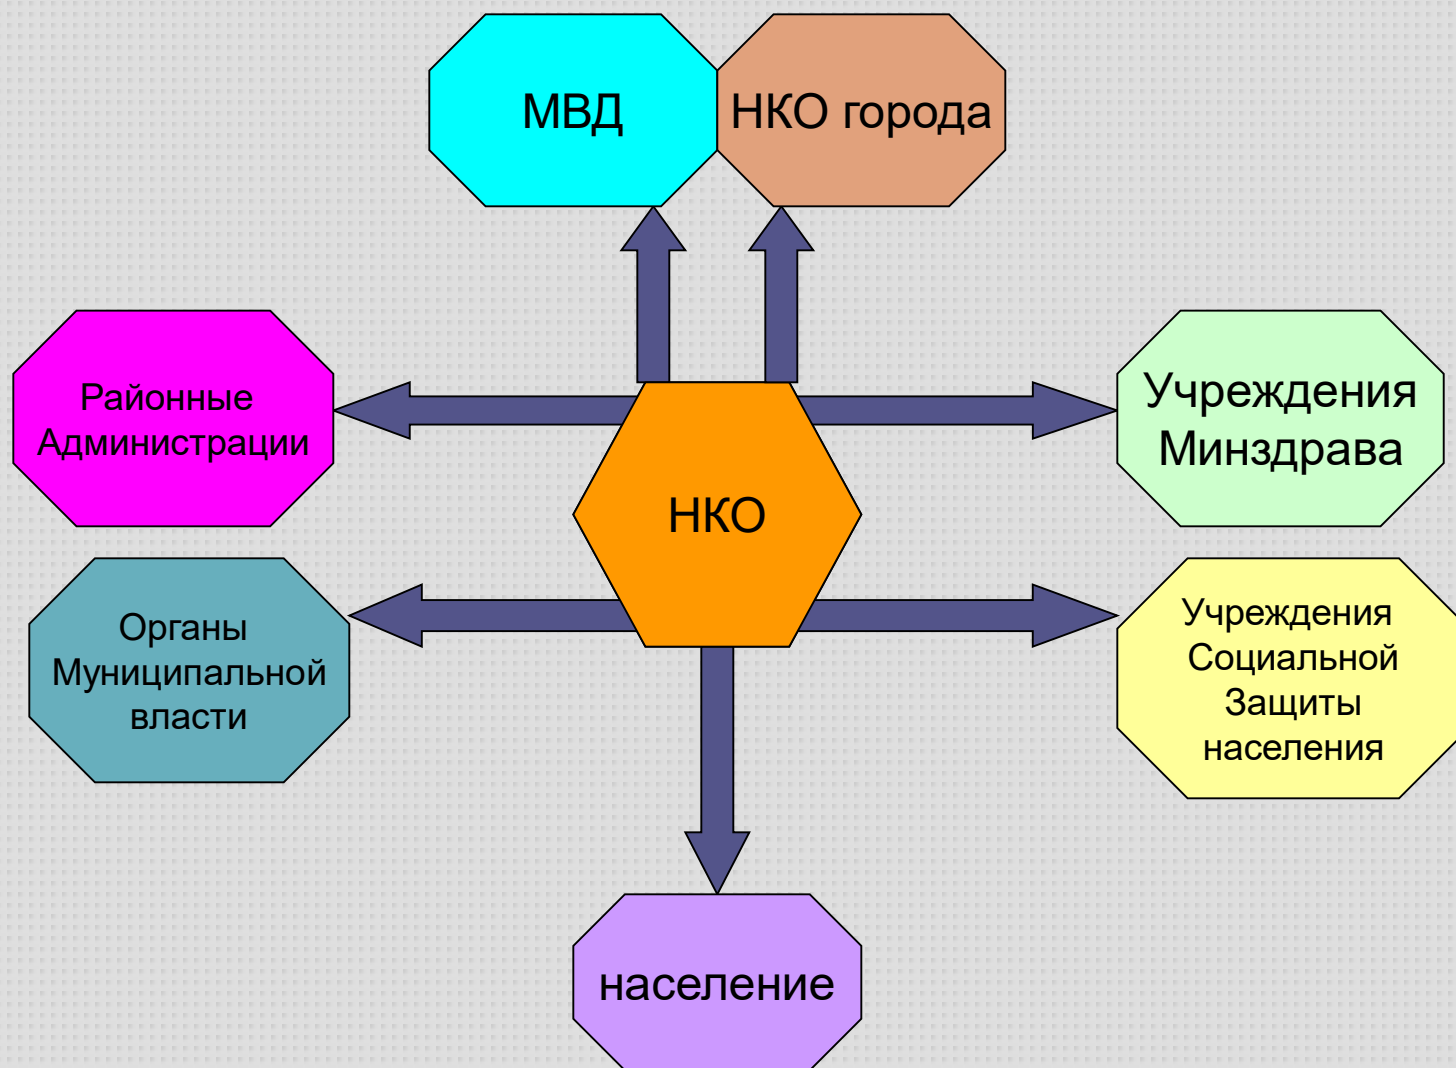 МВД
НКО города
Районные
Администрации
Учреждения
Минздрава
НКО
Органы
Муниципальной
власти
Учреждения
Социальной
Защиты
населения
население